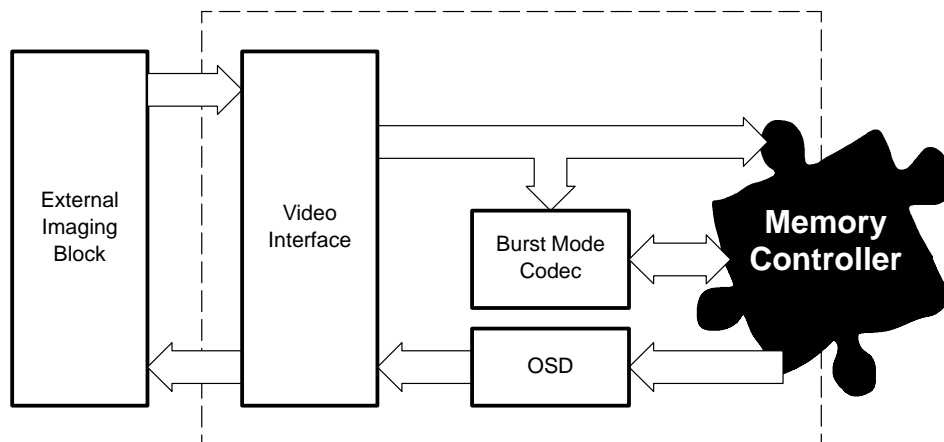 External
Imaging
Block
Video
Interface
Burst Mode
Codec
OSD
Memory
Controller